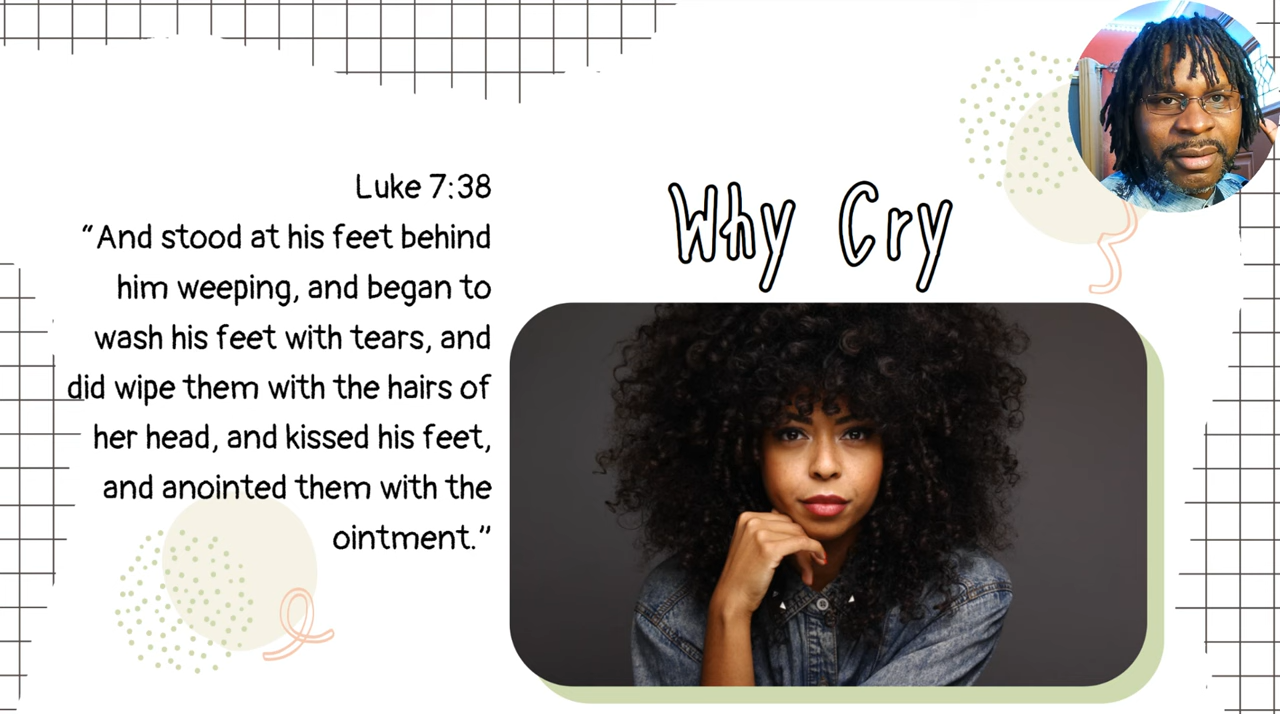 Luke 7:38
“And stood at his feet behind
him weeping, and began to
wash his feet with tears, and
did wipe them with the hairs of
her head, and kissed his feet,
and anointed them with the
ointment.”
Why Cry